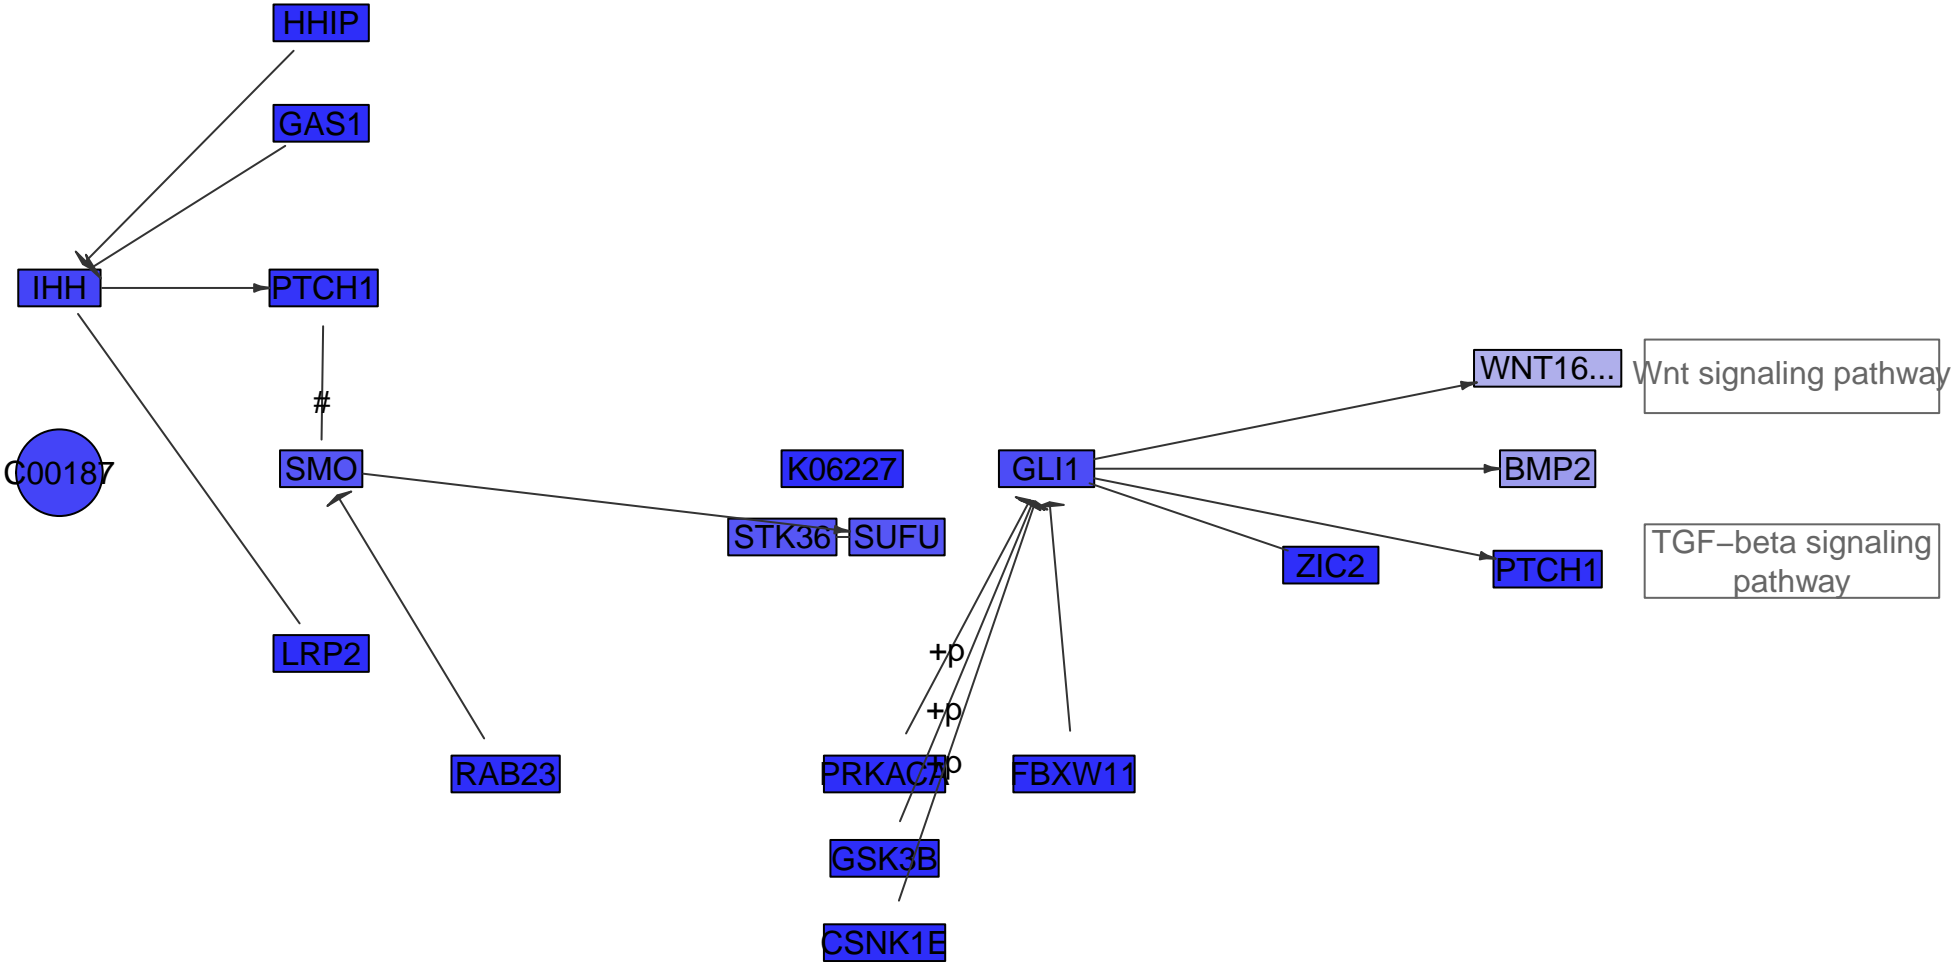 HHIP
GAS1
IHH
PTCH1
WNT16...
Wnt signaling pathway
#
C00187
SMO
K06227
GLI1
BMP2
STK36
SUFU
TGF−beta signaling
pathway
ZIC2
PTCH1
LRP2
+p
+p
+p
RAB23
PRKACA
FBXW11
GSK3B
CSNK1E